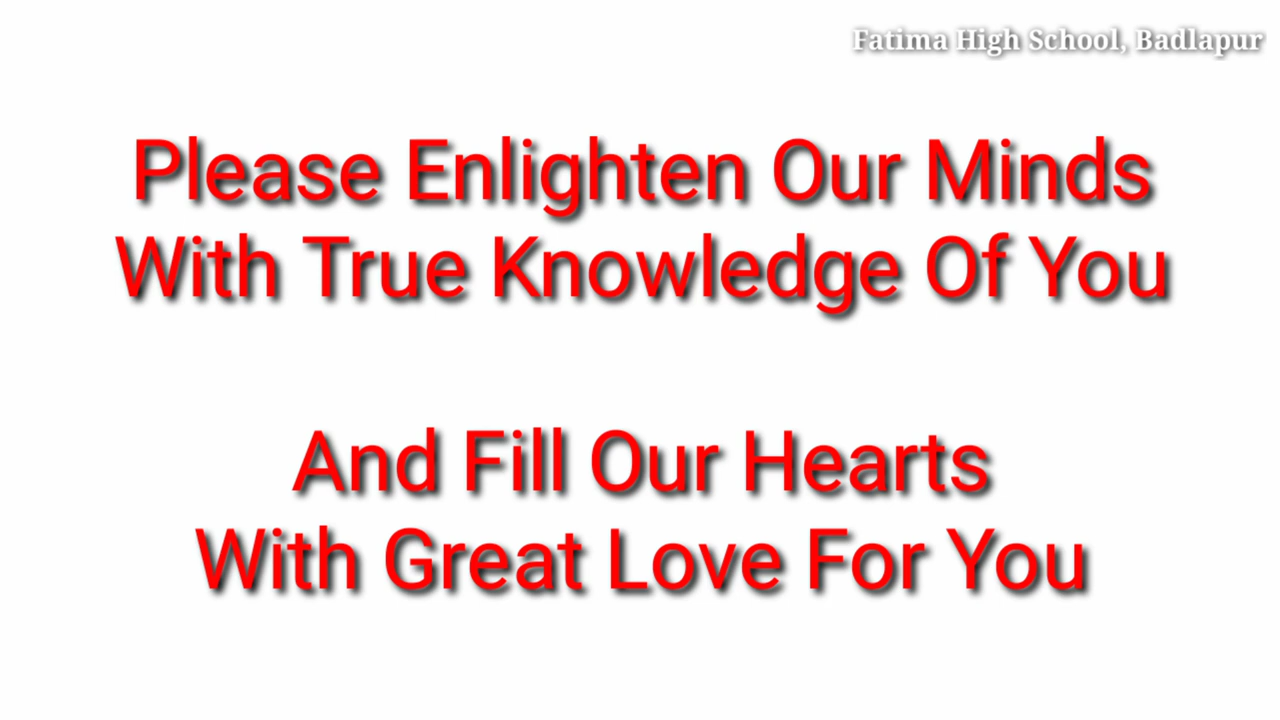 Fatima High School, Badlapur
Please Enlighten Our Minds
With True Knowledge Of You
And Fill Our Hearts
With Great Love For You